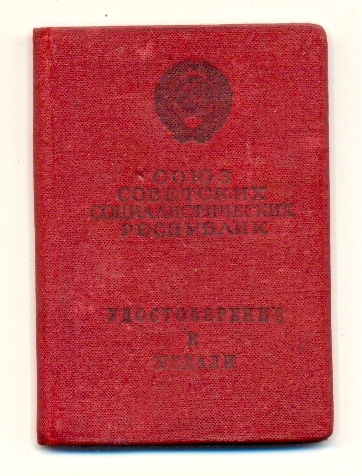 СОЮЗ
СОВЕТСКИХ
СОЦИАЛИСТИЧЕСКИХ
РЕСПУБЛИК
УДОСТОВЕРЕНИЕ
К
МЕДАЛИ